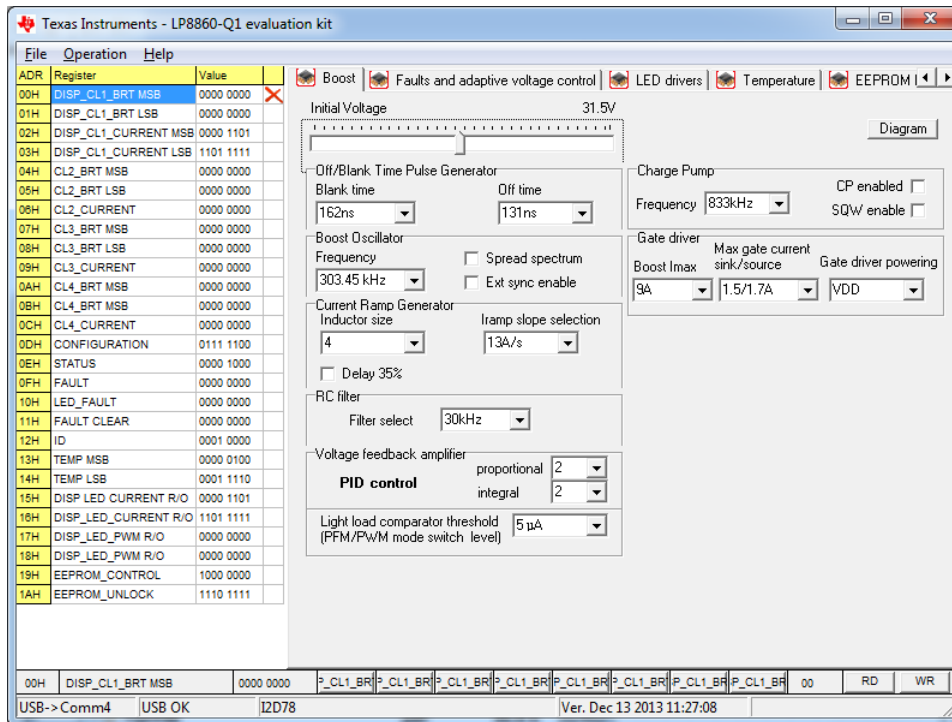 Texas Instruments - LP8860-Q1 evaluation kit
File Operation Help
ADR Register Value
00H DISP_CL1_BRT MSB 0000 0000
01H DISP_CL1_BRT LSB 0000 0000
02H DISP_CL1_CURRENT MSB 0000 1101
03H DISP_CL1_CURRENT LSB 1101 1111
04H CL2_BRT MSB 0000 0000
05H CL2_BRT LSB 0000 0000
06H CL2_CURRENT 0000 0000
07H CL3_BRT MSB 0000 0000
08H CL3_BRT LSB 0000 0000
09H CL3_CURRENT 0000 0000
0AH CL4_BRT MSB 0000 0000
0BH CL4_BRT MSB 0000 0000
0CH CL4_CURRENT 0000 0000
0DH CONFIGURATION 0111 1100
0EH STATUS 0000 1000
0FH FAULT 0000 0000
10H LED_FAULT 0000 0000
11H FAULT CLEAR 0000 0000
12H ID 0001 0000
13H TEMP MSB 0000 0100
14H TEMP LSB 0001 1110
15H DISP LED CURRENT R/O 0000 1101
16H DISP_LED_CURRENT R/O 1101 1111
17H DISP_LED_PWM R/O 0000 0000
18H DISP_LED_PWM R/O 0000 0000
19H EEPROM_CONTROL 1000 0000
1AH EEPROM_UNLOCK 1110 1111
Boost Faults and adaptive voltage control LED drivers Temperature EEPROM
Initial Voltage 31.5V
Diagram
Off/Blank Time Pulse Generator
Blank time Off time
162ns 131ns
Boost Oscillator
Frequency Spread spectrum
303.45 kHz Ext sync enable
Current Ramp Generator
Inductor size Iramp slope selection
4 13A/s
Delay 35%
RC filter
Filter select 30kHz
Voltage feedback amplifier
PID control
proportional 2
integral 2
Light load comparator threshold
(PFM/PWM mode switch level)
5 µA
Charge Pump
Frequency 833kHz
CP enabled
SQW enable
Gate driver
Boost Imax Max gate current
sink/source Gate driver powering
9A 1.5/1.7A VDD
00H DISP_CL1_BRT MSB 0000 0000 P_CL1_BR P_CL1_BR P_CL1_BR P_CL1_BR P_CL1_BR P_CL1_BR P_CL1_BR P_CL1_BR 00 RD WR
USB->Comm4 USB OK I2D78 Ver. Dec 13 2013 11:27:08